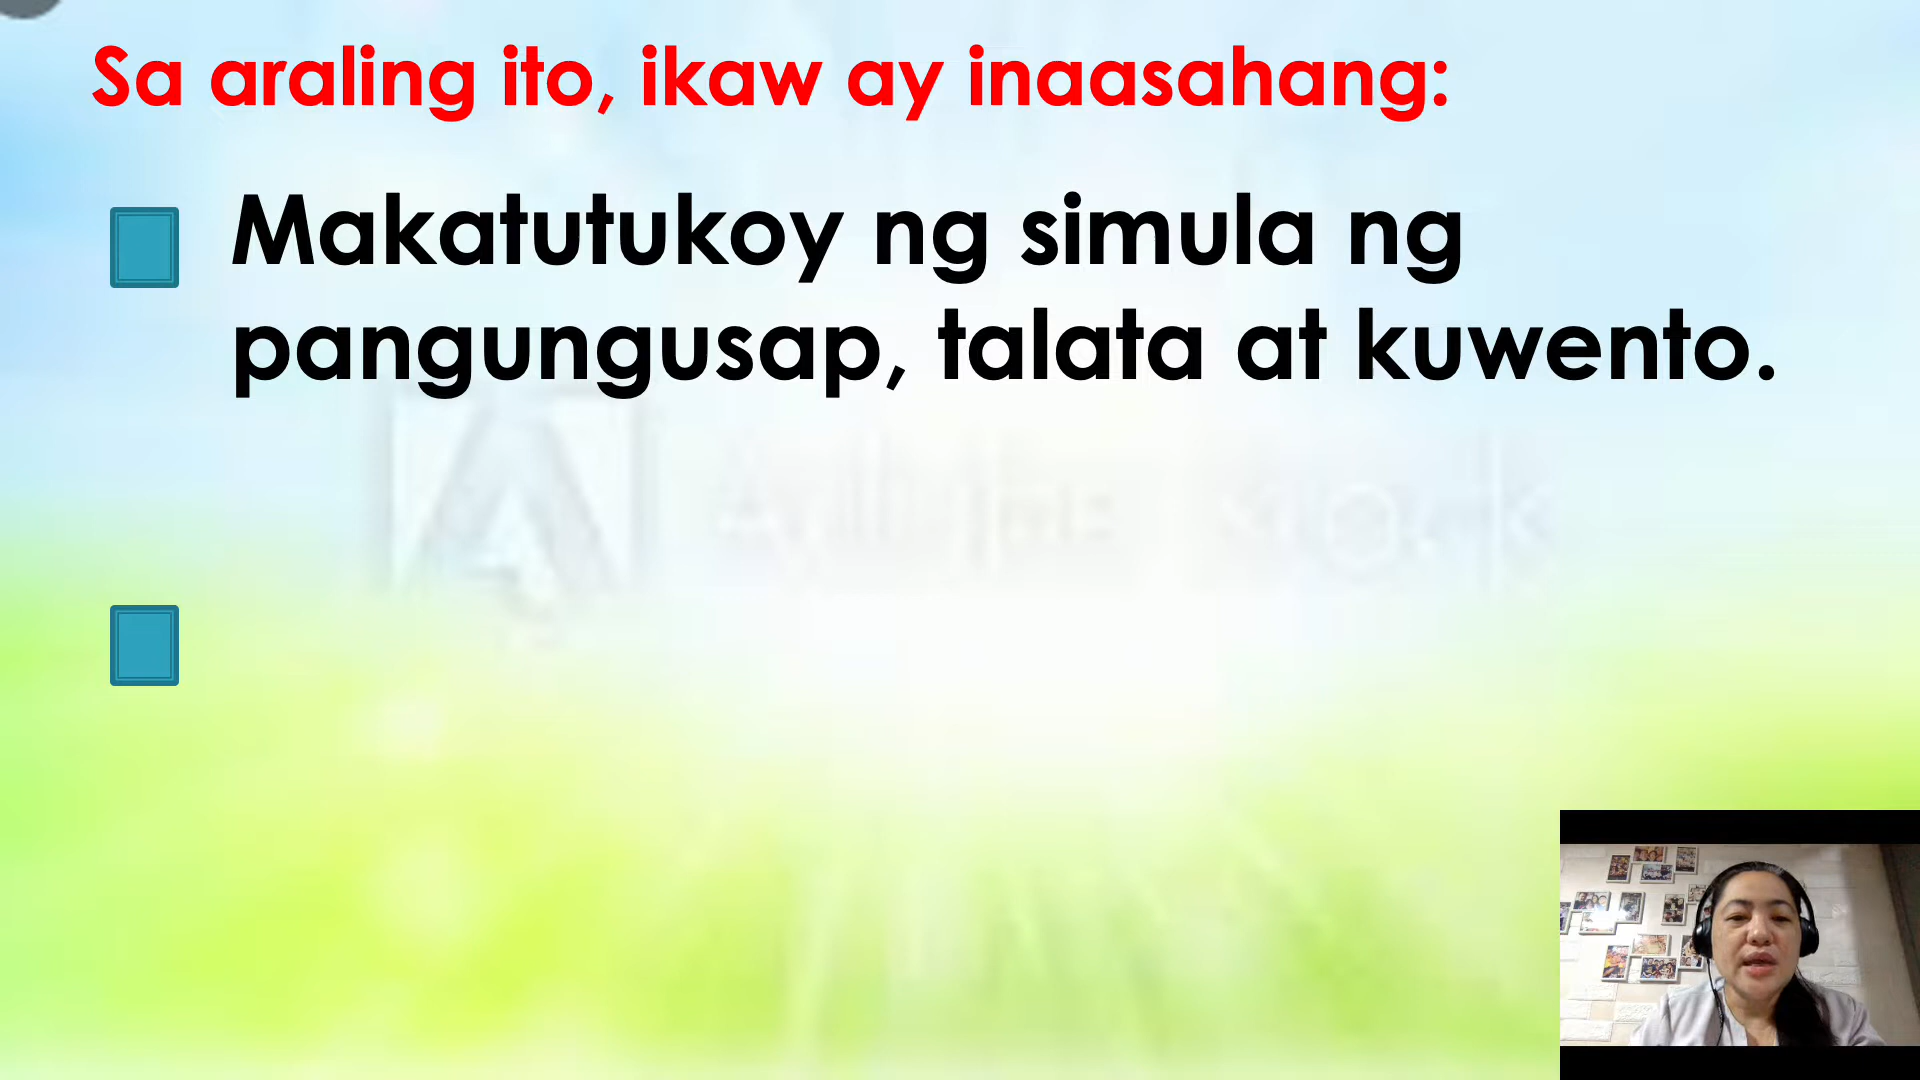 Sa araling ito, ikaw ay inaasahang:
Makatutukoy ng simula ng
pangungusap, talata at kuwento.